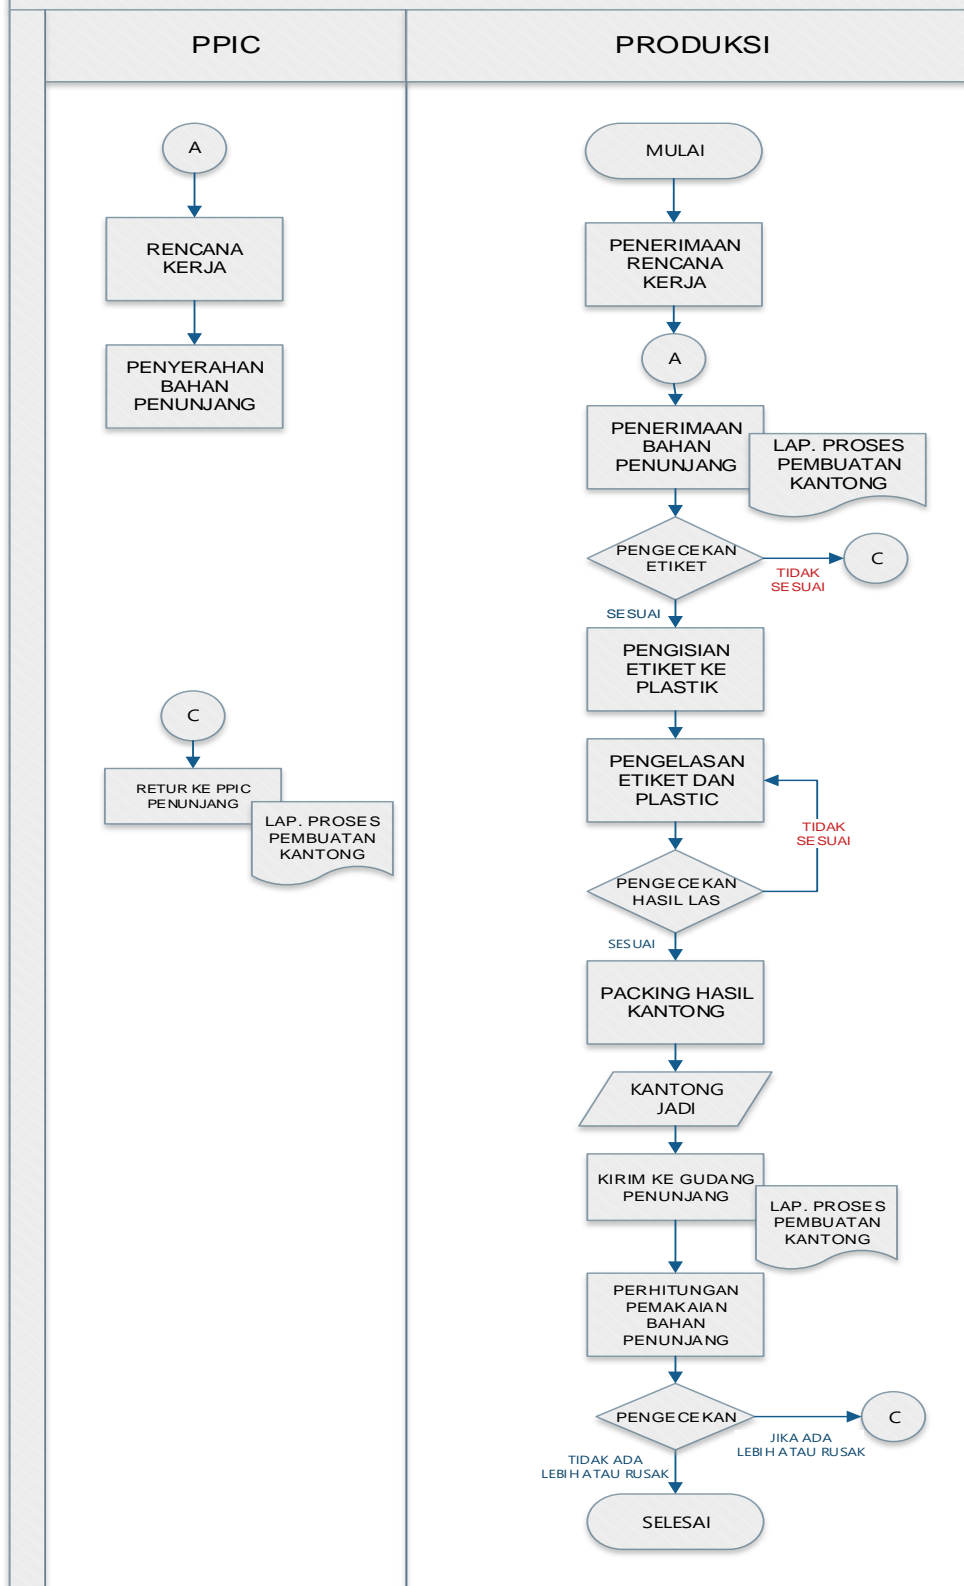 PPIC
PRODUKSI
A
RENCANA
KERJA
PENYERAHAN
BAHAN
PENUNJANG
C
RETUR KE PPIC
PENUNJANG
LAP. PROSES
PEMBUATAN
KANTONG
MULAI
PENERIMAAN
RENCANA
KERJA
A
PENERIMAAN
BAHAN
PENUNJANG
LAP. PROSES
PEMBUATAN
KANTONG
PENGECEKAN
ETIKET
TIDAK
SESUAI
C
SESUAI
PENGISIAN
ETIKET KE
PLASTIK
PENGELASAN
ETIKET DAN
PLASTIC
TIDAK
SESUAI
PENGECEKAN
HASIL LAS
SESUAI
PACKING HASIL
KANTONG
KANTONG
JADI
KIRIM KE GUDANG
PENUNJANG
LAP. PROSES
PEMBUATAN
KANTONG
PERHITUNGAN
PEMAKAIAN
BAHAN
PENUNJANG
PENGECEKAN
C
JIKA ADA
LEBIH ATAU RUSAK
TIDAK ADA
LEBIH ATAU RUSAK
SELESAI